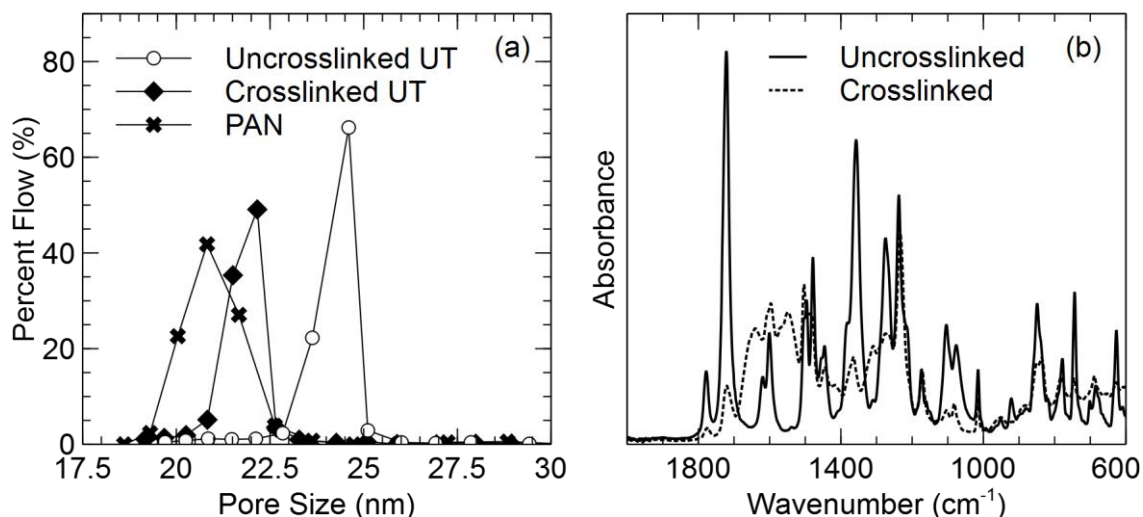 (a)
Uncrosslinked UT
Crosslinked UT
PAN
Percent Flow (%)
80
60
40
20
0
17.5 20 22.5 25 27.5 30
Pore Size (nm)
(b)
Uncrosslinked
Crosslinked
Absorbance
1800 1400 1000 600
Wavenumber (cm⁻¹)